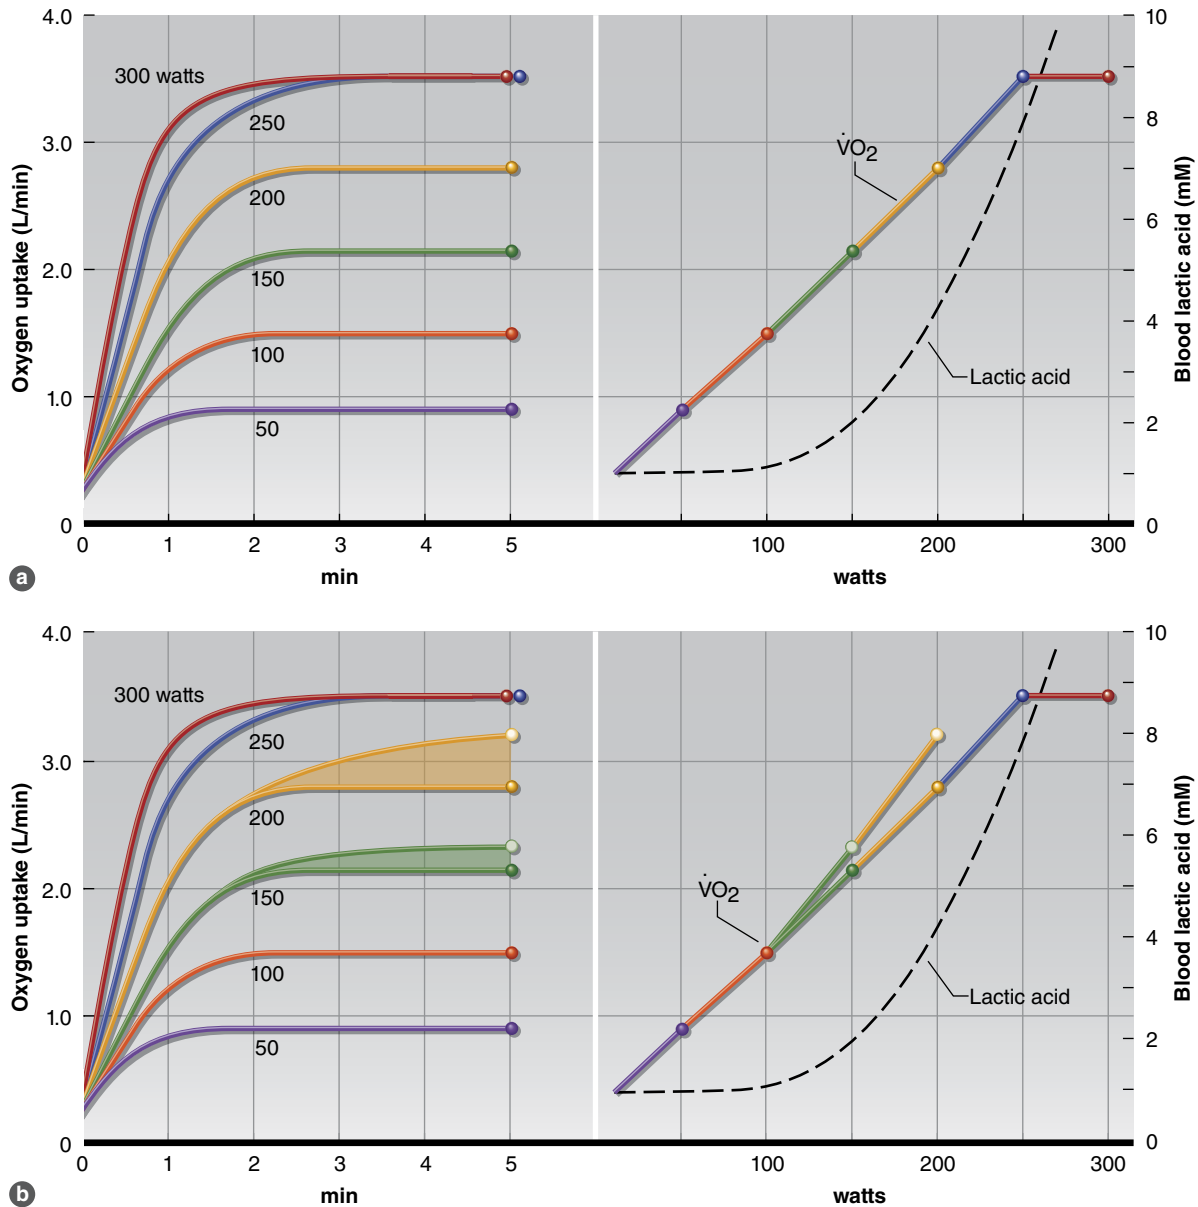 4.0
3.0
2.0
1.0
0
Oxygen uptake (L/min)
300 watts
250
200
150
100
50
0 1 2 3 4 5
min
V̇O2
Lactic acid
100 200 300
watts
10
8
6
4
2
0
Blood lactic acid (mM)
a
4.0
3.0
2.0
1.0
0
Oxygen uptake (L/min)
300 watts
250
200
150
100
50
0 1 2 3 4 5
min
V̇O2
Lactic acid
100 200 300
watts
10
8
6
4
2
0
Blood lactic acid (mM)
b